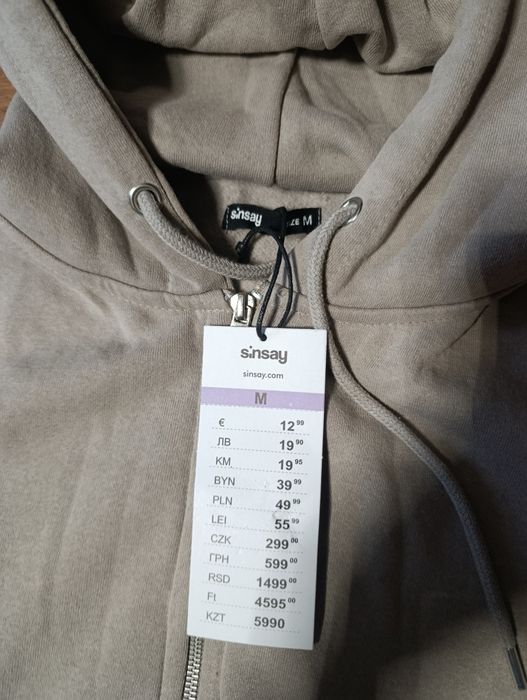 sinsay
SIZE M
sinsay
sinsay.com
M
€ 12 99
ЛВ 19 90
KM 19 95
BYN 39 99
PLN 49 99
LEI 55 99
CZK 299 00
ГРН 599 00
RSD 1499 00
Ft 4595 00
KZT 5990